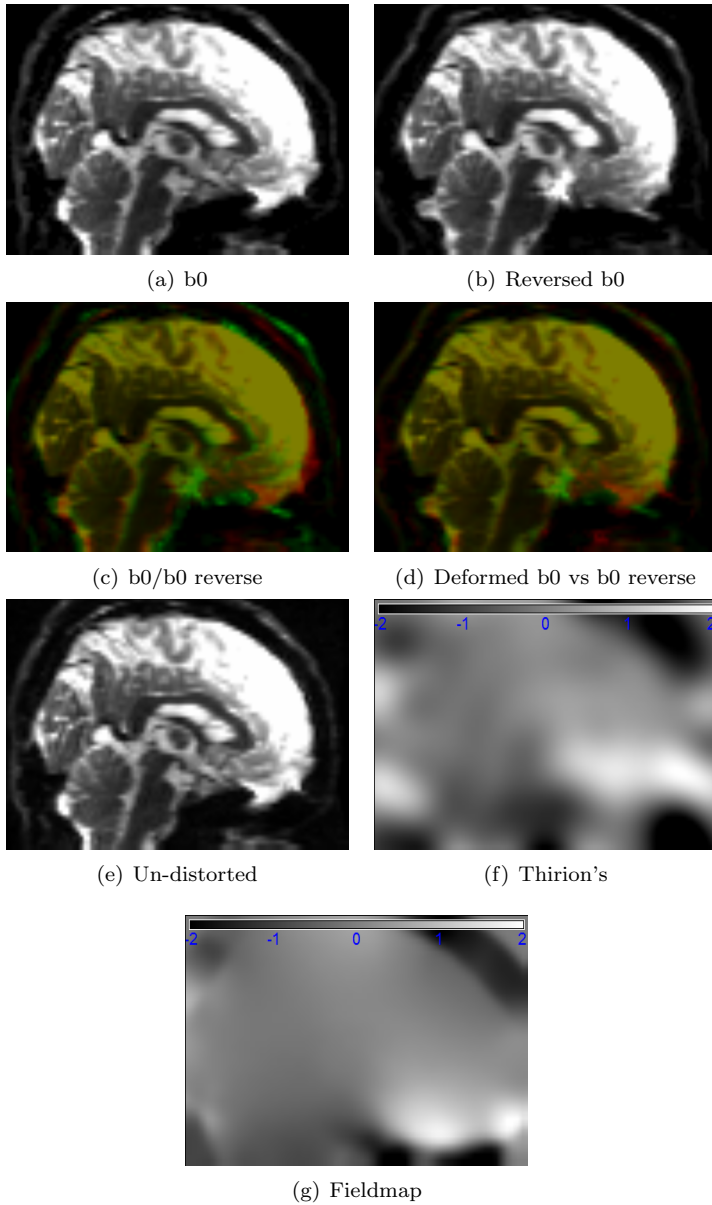 (a) b0
(b) Reversed b0
(c) b0/b0 reverse
(d) Deformed b0 vs b0 reverse
-2 -1 0 1 2
(e) Un-distorted
(f) Thirion's
-2 -1 0 1 2
(g) Fieldmap